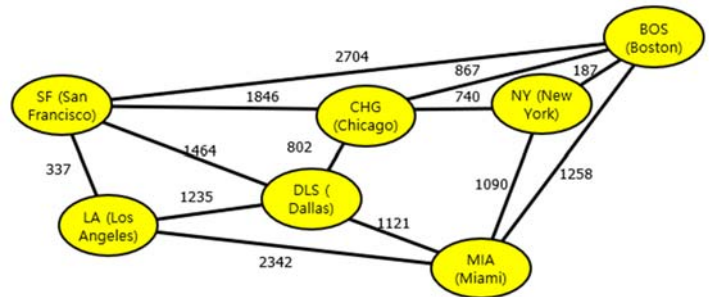 BOS
(Boston)
2704
867
187
SF (San
Francisco)
1846
CHG
(Chicago)
740
NY (New
York)
1464
802
337
1090
1258
1235
DLS (
Dallas)
LA (Los
Angeles)
1121
2342
MIA
(Miami)